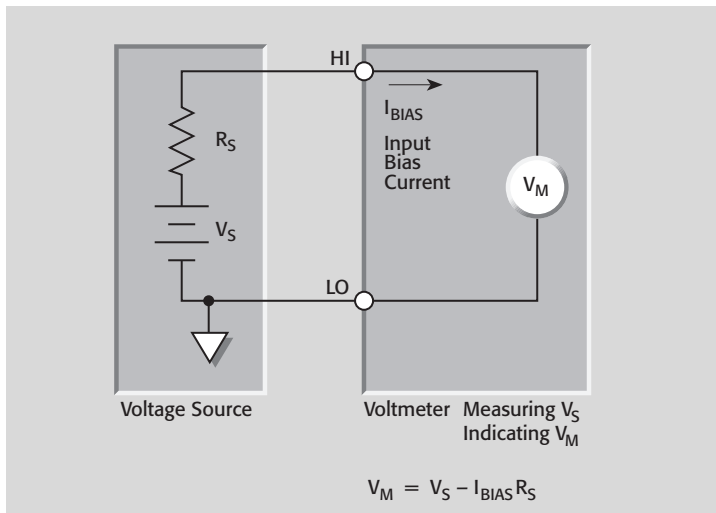 HI
I_BIAS
Input
Bias
Current
R_S
V_S
V_M
LO
Voltage Source
Voltmeter Measuring V_S
Indicating V_M
V_M = V_S – I_BIAS R_S